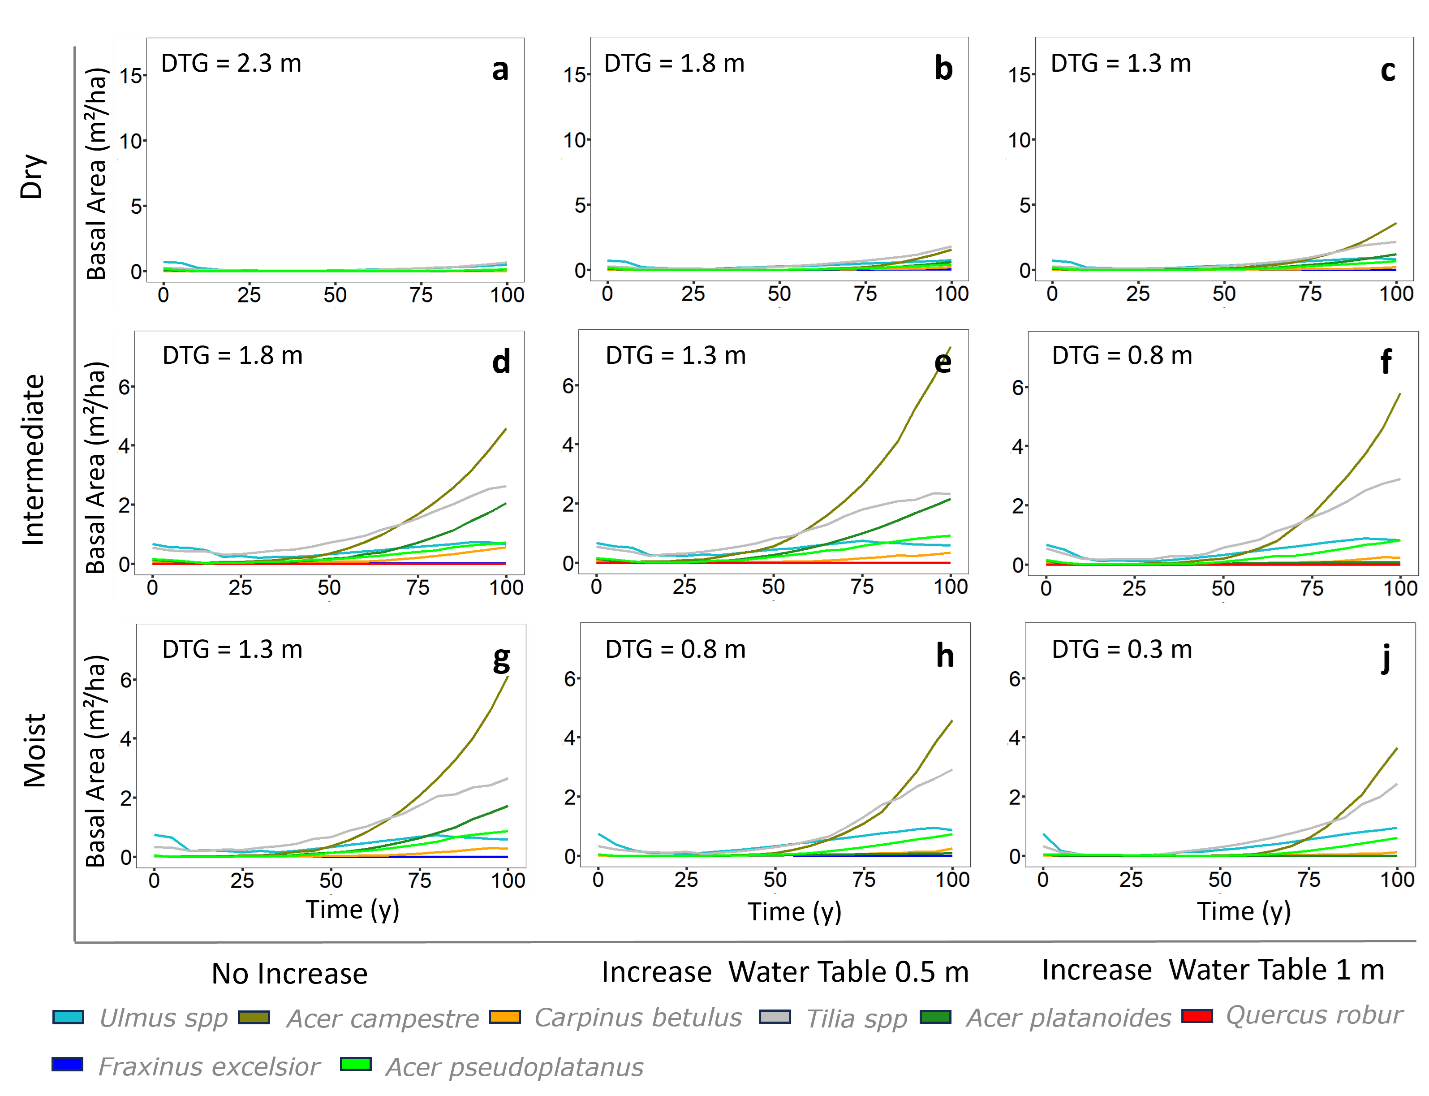 DTG = 2.3 m a DTG = 1.8 m b DTG = 1.3 m c
Dry
Basal Area (m²/ha)
15 15 15
10 10 10
5 5 5
0 0 0
0 25 50 75 100 0 25 50 75 100 0 25 50 75 100
DTG = 1.8 m d DTG = 1.3 m e DTG = 0.8 m f
Intermediate
Basal Area (m²/ha)
6 6 6
4 4 4
2 2 2
0 0 0
0 25 50 75 100 0 25 50 75 100 0 25 50 75 100
DTG = 1.3 m g DTG = 0.8 m h DTG = 0.3 m j
Moist
Basal Area (m²/ha)
6 6 6
4 4 4
2 2 2
0 0 0
0 25 50 75 100 0 25 50 75 100 0 25 50 75 100
Time (y) Time (y) Time (y)
No Increase Increase Water Table 0.5 m Increase Water Table 1 m
Ulmus spp Acer campestre Carpinus betulus Tilia spp Acer platanoides Quercus robur
Fraxinus excelsior Acer pseudoplatanus